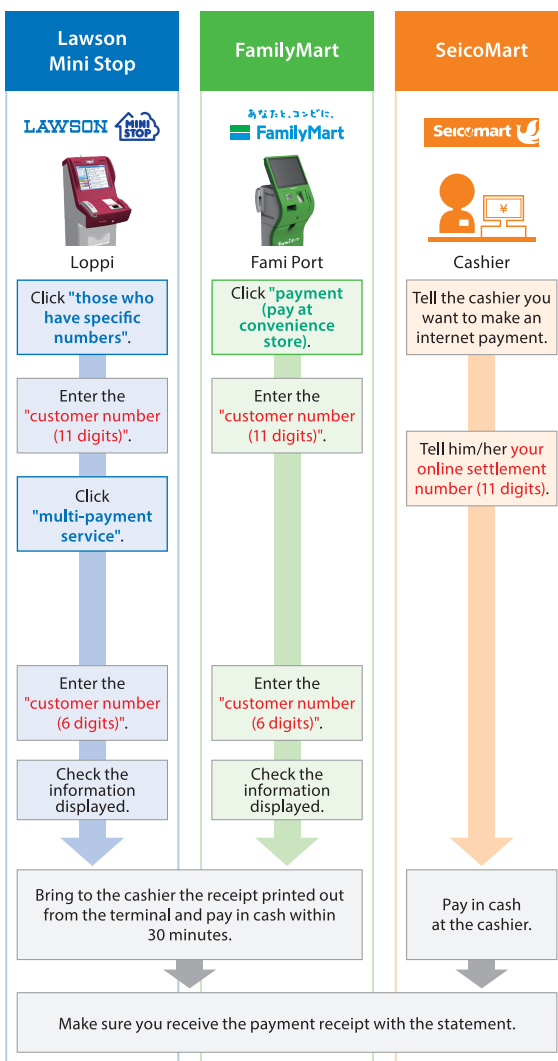 Lawson
Mini Stop
FamilyMart
SeicoMart
LAWSON
MINI
STOP
あなたと、コンビに、
FamilyMart
Seicomart
¥
FamiPort
Loppi
Fami Port
Cashier
Click "those who
have specific
numbers".
Click "payment
(pay at
convenience
store).
Tell the cashier you
want to make an
internet payment.
Enter the
"customer number
(11 digits)".
Enter the
"customer number
(11 digits)".
Tell him/her your
online settlement
number (11 digits).
Click
"multi-payment
service".
Enter the
"customer number
(6 digits)".
Enter the
"customer number
(6 digits)".
Check the
information
displayed.
Check the
information
displayed.
Bring to the cashier the receipt printed out
from the terminal and pay in cash within
30 minutes.
Pay in cash
at the cashier.
Make sure you receive the payment receipt with the statement.